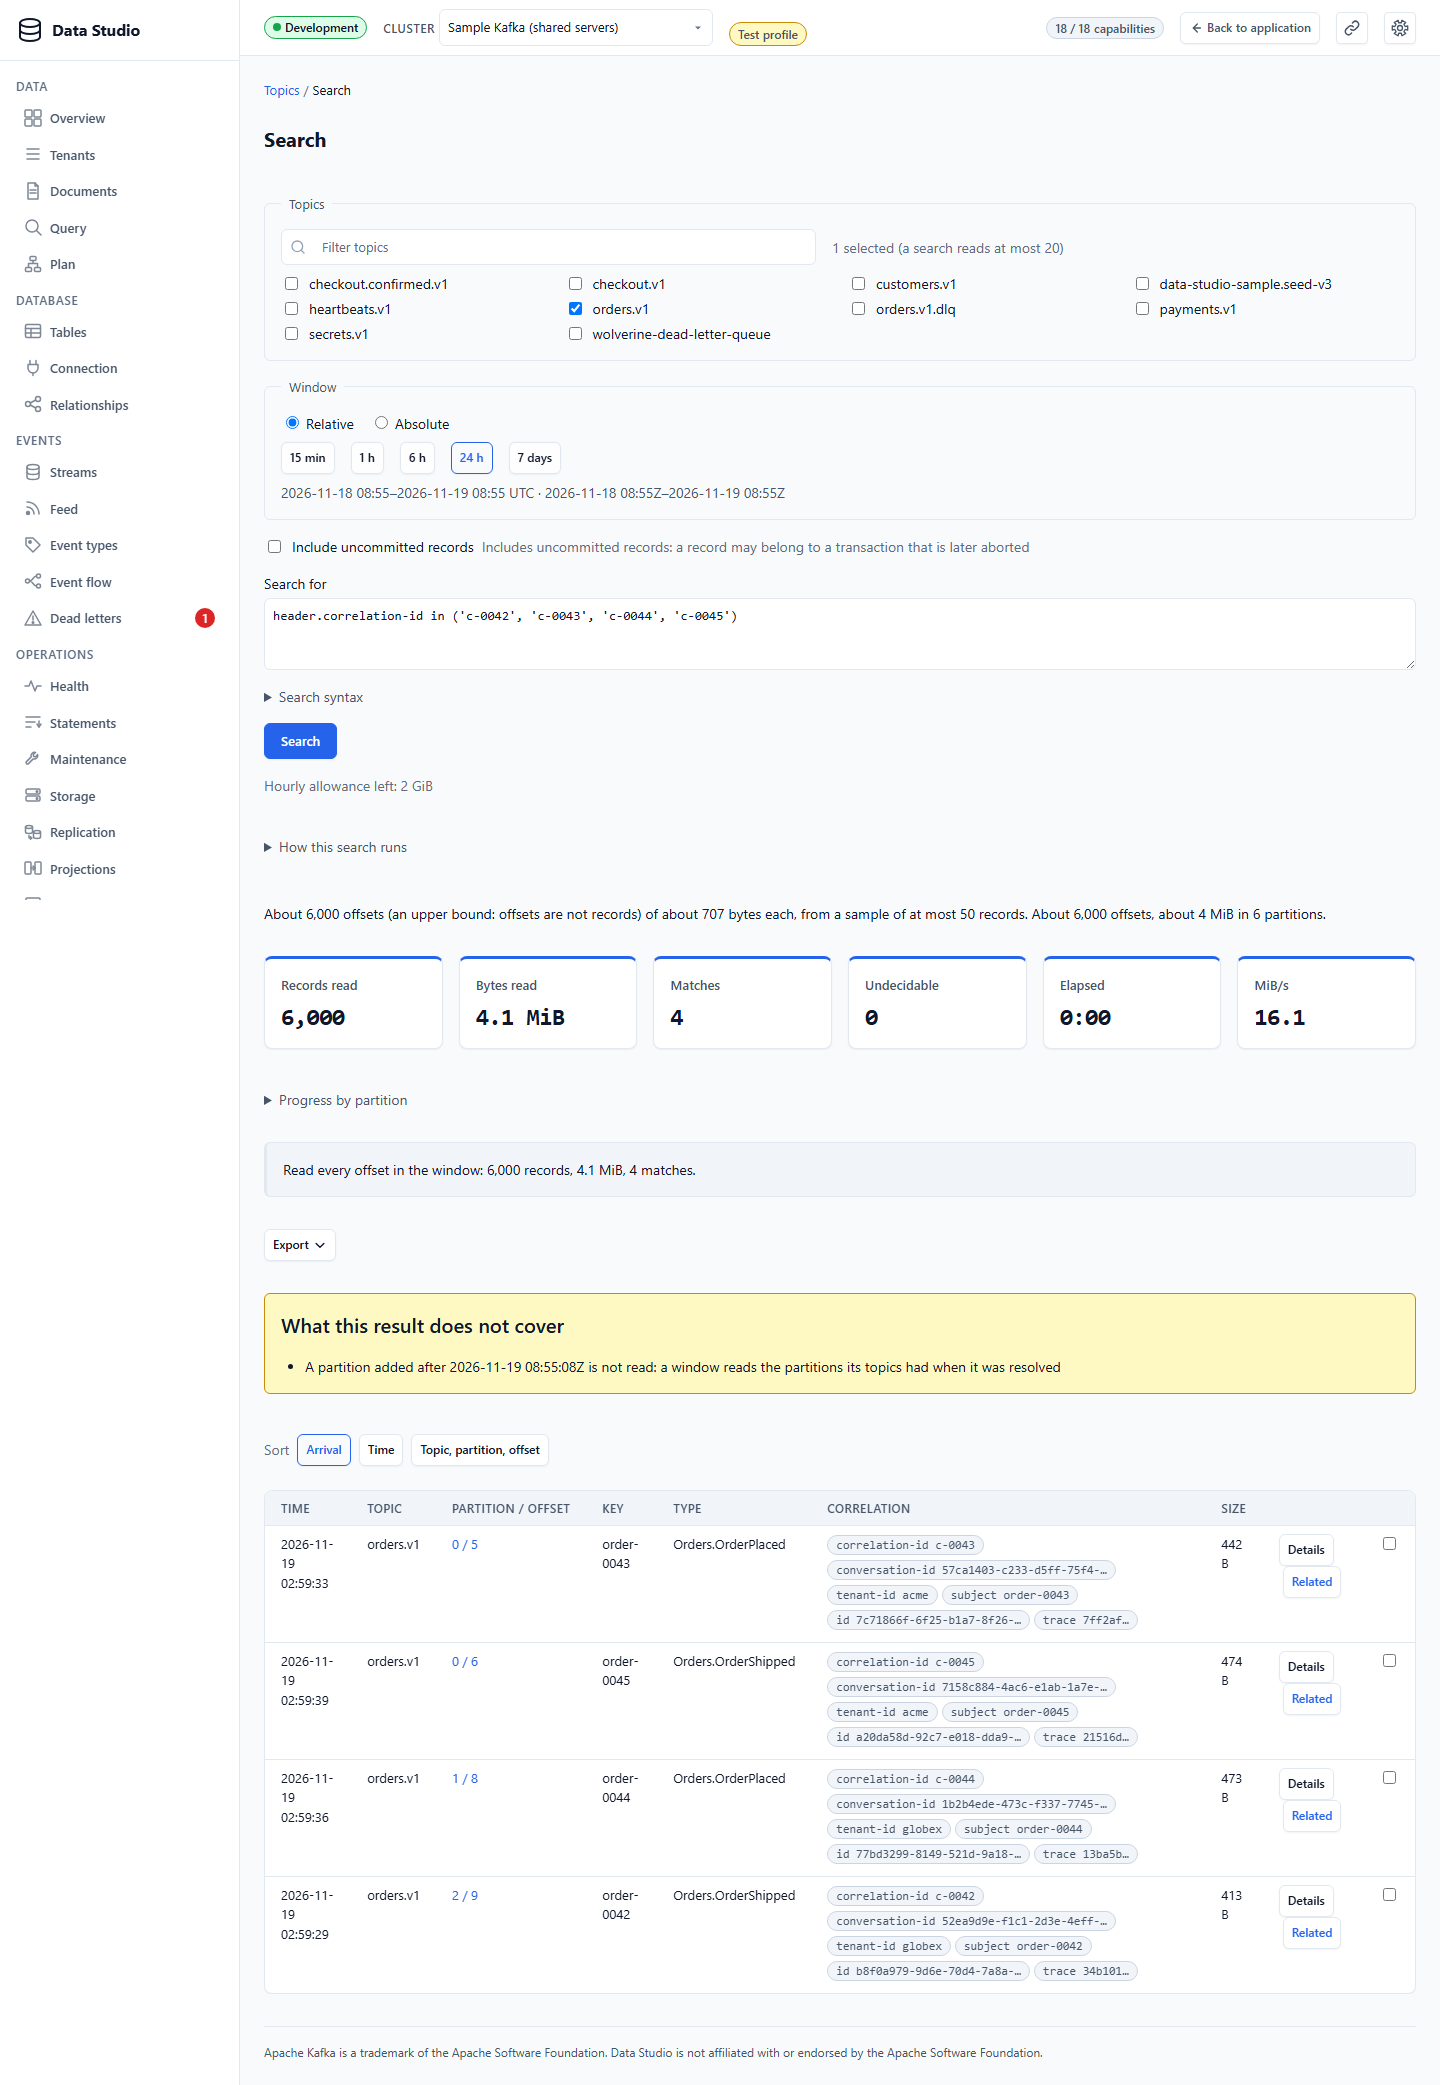 Data Studio
Development
CLUSTER
Sample Kafka (shared servers)
Test profile
18 / 18 capabilities
Back to application
DATA
Overview
Tenants
Documents
Query
Plan
DATABASE
Tables
Connection
Relationships
EVENTS
Streams
Feed
Event types
Event flow
Dead letters 1
OPERATIONS
Health
Statements
Maintenance
Storage
Replication
Projections
Topics / Search
Search
Topics
Filter topics
1 selected (a search reads at most 20)
checkout.confirmed.v1
checkout.v1
customers.v1
data-studio-sample.seed-v3
heartbeats.v1
orders.v1
orders.v1.dlq
payments.v1
secrets.v1
wolverine-dead-letter-queue
Window
Relative
Absolute
15 min
1 h
6 h
24 h
7 days
2026-11-18 08:55–2026-11-19 08:55 UTC · 2026-11-18 08:55Z–2026-11-19 08:55Z
Include uncommitted records Includes uncommitted records: a record may belong to a transaction that is later aborted
Search for
header.correlation-id in ('c-0042', 'c-0043', 'c-0044', 'c-0045')
Search syntax
Search
Hourly allowance left: 2 GiB
How this search runs
About 6,000 offsets (an upper bound: offsets are not records) of about 707 bytes each, from a sample of at most 50 records. About 6,000 offsets, about 4 MiB in 6 partitions.
Records read
6,000
Bytes read
4.1 MiB
Matches
4
Undecidable
0
Elapsed
0:00
MiB/s
16.1
Progress by partition
Read every offset in the window: 6,000 records, 4.1 MiB, 4 matches.
Export
What this result does not cover
• A partition added after 2026-11-19 08:55:08Z is not read: a window reads the partitions its topics had when it was resolved
Sort
Arrival
Time
Topic, partition, offset
TIME TOPIC PARTITION / OFFSET KEY TYPE CORRELATION SIZE
2026-11-
19
02:59:33
orders.v1
0 / 5
order-
0043
Orders.OrderPlaced
correlation-id c-0043
conversation-id 57ca1403-c233-d5ff-75f4-…
tenant-id acme subject order-0043
id 7c71866f-6f25-b1a7-8f26-… trace 7ff2af…
442
B
Details
Related
2026-11-
19
02:59:39
orders.v1
0 / 6
order-
0045
Orders.OrderShipped
correlation-id c-0045
conversation-id 7158c884-4ac6-e1ab-1a7e-…
tenant-id acme subject order-0045
id a20da58d-92c7-e018-dda9-… trace 21516d…
474
B
Details
Related
2026-11-
19
02:59:36
orders.v1
1 / 8
order-
0044
Orders.OrderPlaced
correlation-id c-0044
conversation-id 1b2b4ede-473c-f337-7745-…
tenant-id globex subject order-0044
id 77bd3299-8149-521d-9a18-… trace 13ba5b…
473
B
Details
Related
2026-11-
19
02:59:29
orders.v1
2 / 9
order-
0042
Orders.OrderShipped
correlation-id c-0042
conversation-id 52ea9d9e-f1c1-2d3e-4eff-…
tenant-id globex subject order-0042
id b8f0a979-9d6e-70d4-7a8a-… trace 34b101…
413
B
Details
Related
Apache Kafka is a trademark of the Apache Software Foundation. Data Studio is not affiliated with or endorsed by the Apache Software Foundation.